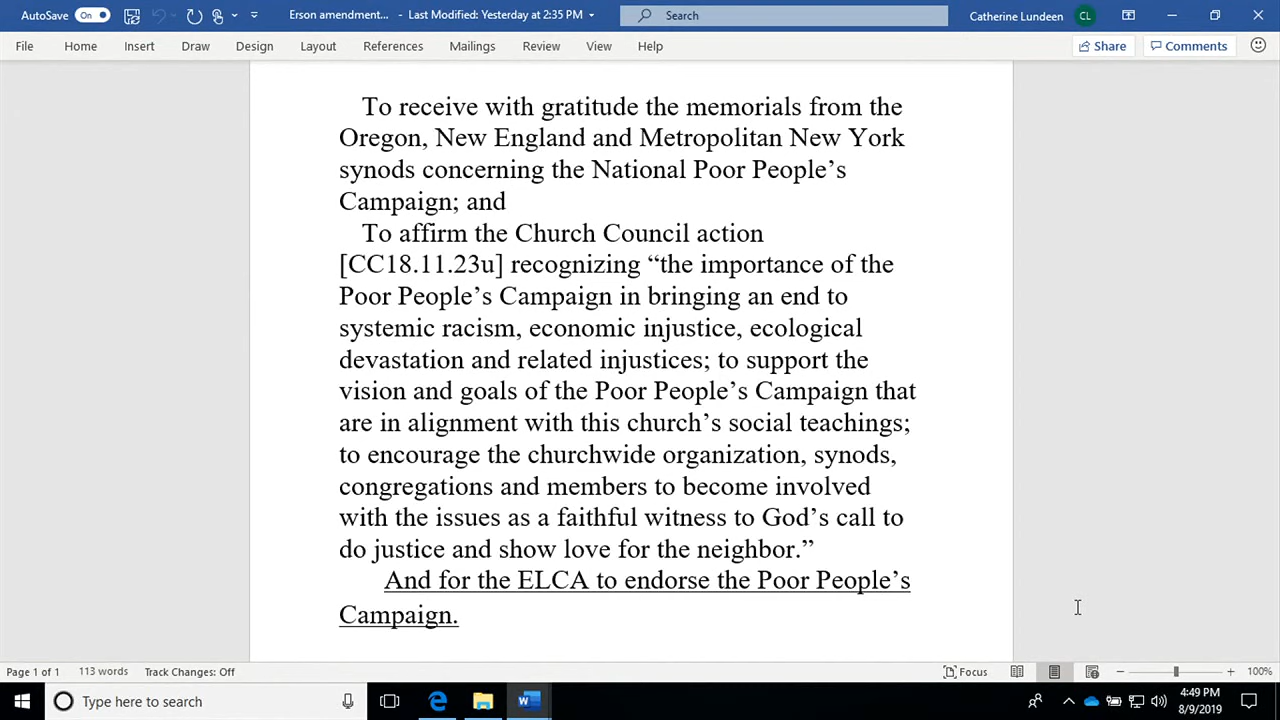 AutoSave On Erson amendment... - Last Modified: Yesterday at 2:35 PM Search Catherine Lundeen CL
File Home Insert Draw Design Layout References Mailings Review View Help Share Comments
To receive with gratitude the memorials from the
Oregon, New England and Metropolitan New York
synods concerning the National Poor People’s
Campaign; and
To affirm the Church Council action
[CC18.11.23u] recognizing “the importance of the
Poor People’s Campaign in bringing an end to
systemic racism, economic injustice, ecological
devastation and related injustices; to support the
vision and goals of the Poor People’s Campaign that
are in alignment with this church’s social teachings;
to encourage the churchwide organization, synods,
congregations and members to become involved
with the issues as a faithful witness to God’s call to
do justice and show love for the neighbor.”
And for the ELCA to endorse the Poor People’s
Campaign.
Page 1 of 1 113 words Track Changes: Off Focus 100%
Type here to search 4:49 PM
8/9/2019